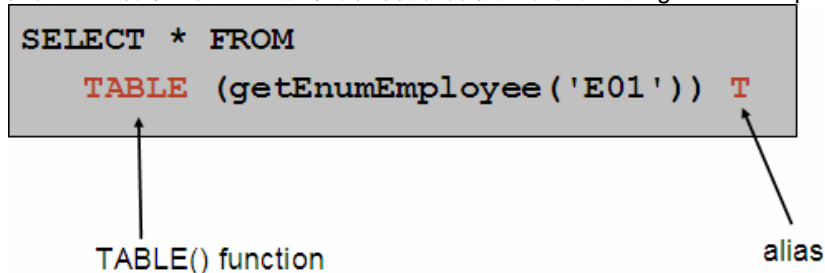 SELECT * FROM
TABLE (getEnumEmployee('E01')) T
TABLE() function
alias